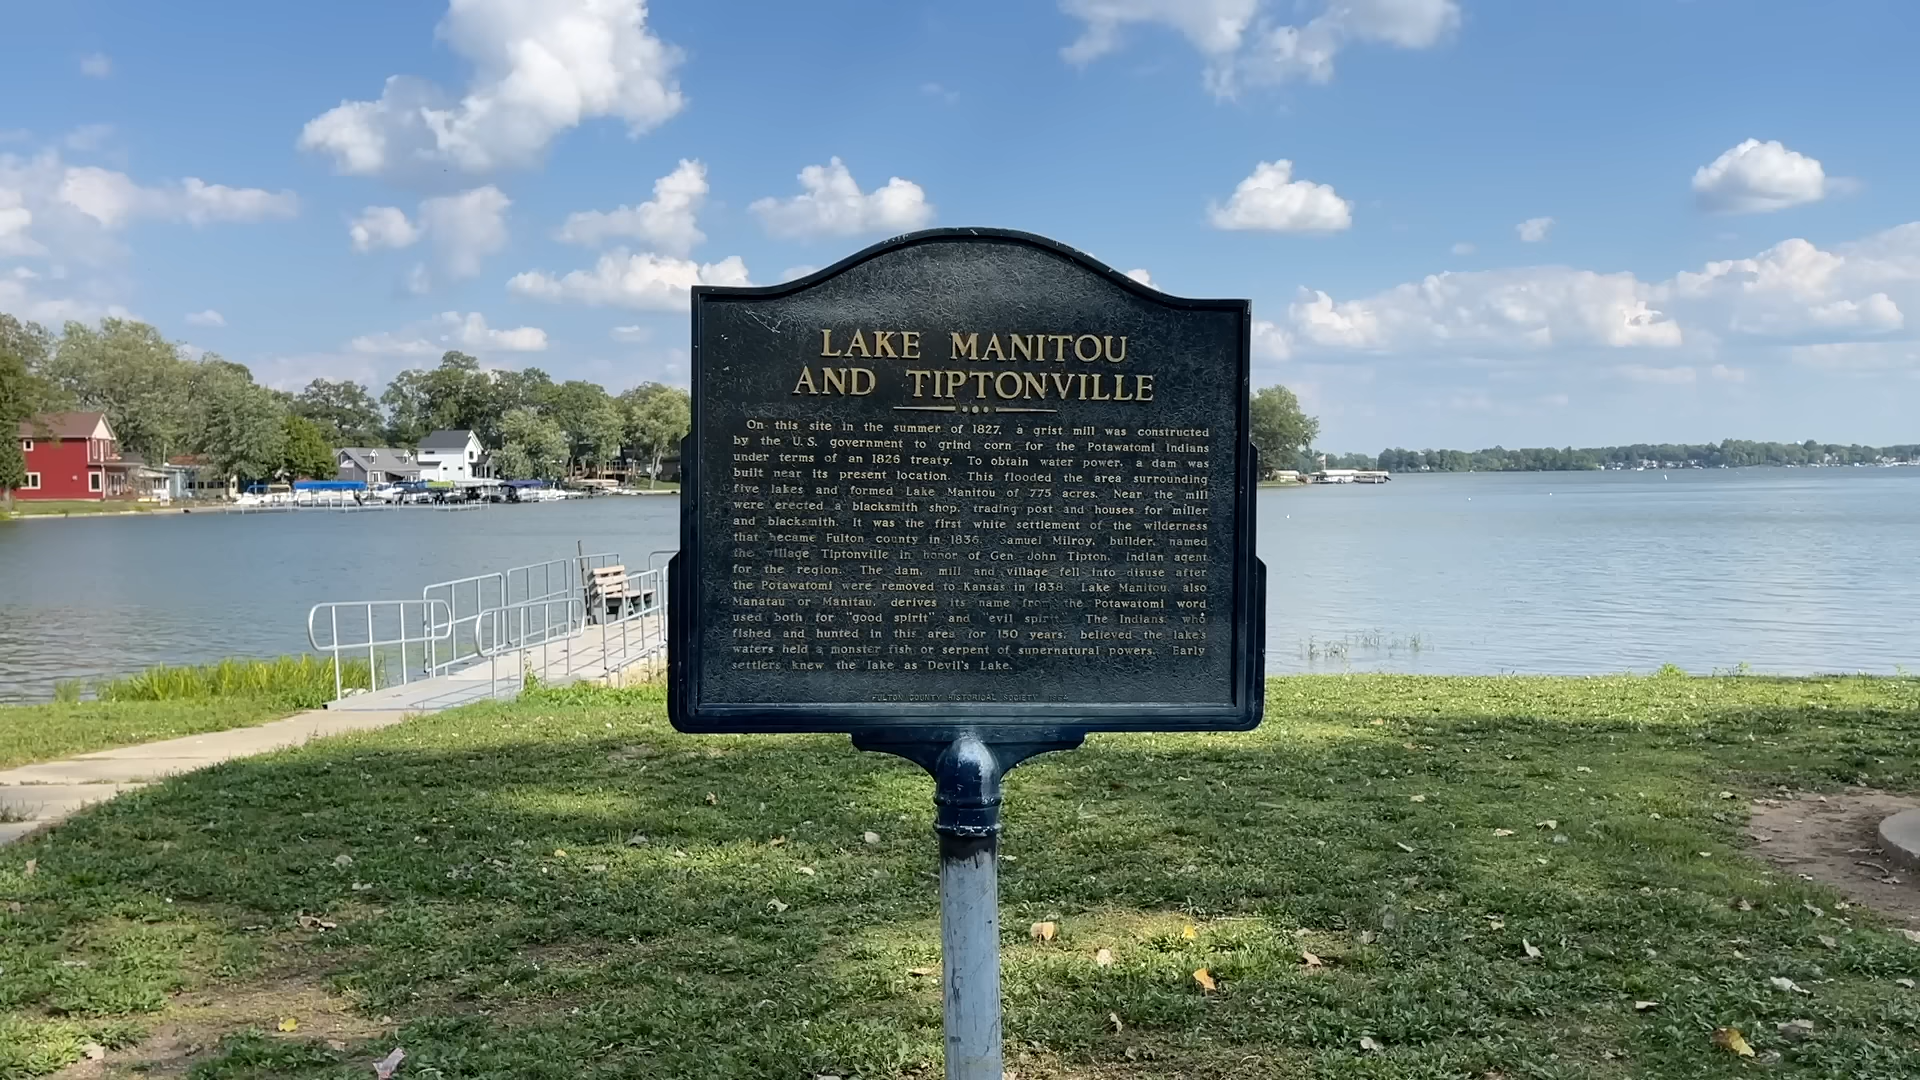 LAKE MANITOU
AND TIPTONVILLE
On this site in the summer of 1827, a grist mill was constructed
by the U.S. government to grind corn for the Potawatomi Indians
under terms of an 1826 treaty. To obtain water power, a dam was
built near its present location. This flooded the area surrounding
five lakes and formed Lake Manitou of 775 acres. Near the mill
were erected a blacksmith shop, trading post and houses for miller
and blacksmith. It was the first white settlement of the wilderness
that became Fulton county in 1836. Samuel Milroy, builder, named
the village Tiptonville in honor of Gen. John Tipton, Indian agent
for the region. The dam, mill and village fell into disuse after
the Potawatomi were removed to Kansas in 1838. Lake Manitou, also
Manatau or Manitau, derives its name from the Potawatomi word
used both for "good spirit" and "evil spirit". The Indians, who
fished and hunted in this area for 150 years, believed the lake's
waters held a monster fish or serpent of supernatural powers. Early
settlers knew the lake as Devil's Lake.
FULTON COUNTY HISTORICAL SOCIETY